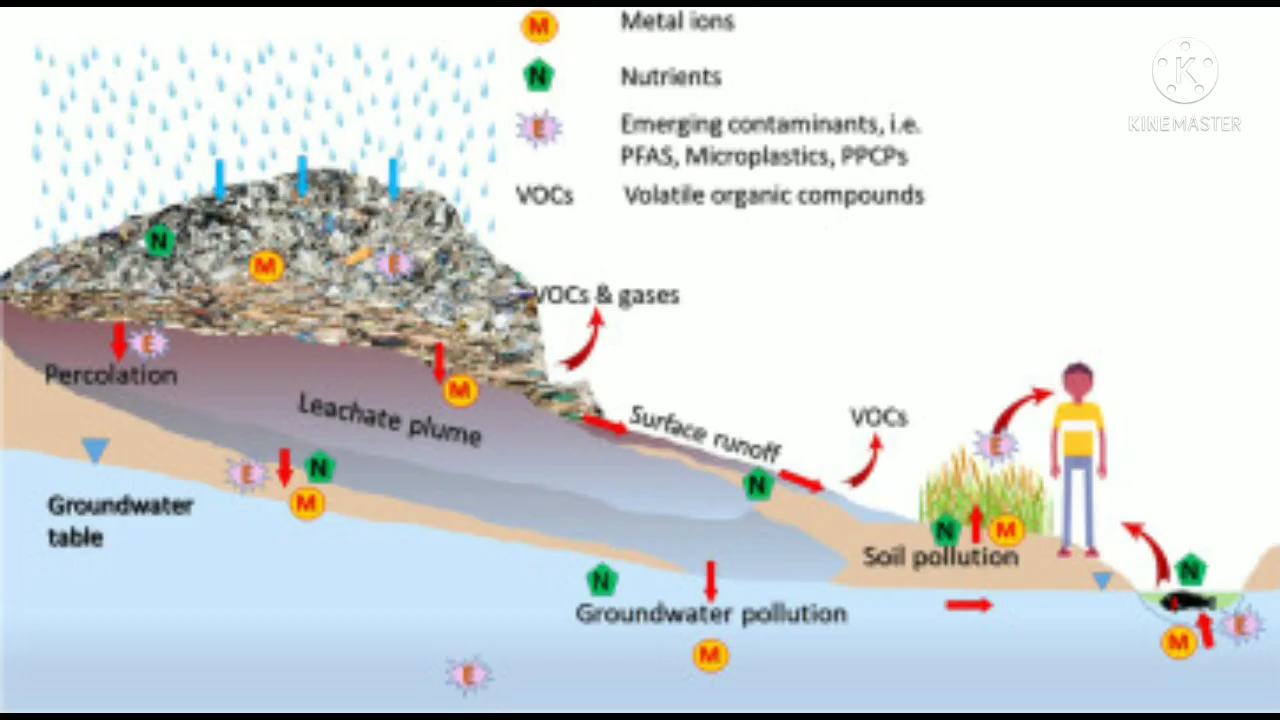 M
Metal ions
K
KINEMASTER
N
Nutrients
E
Emerging contaminants, i.e.
PFAS, Microplastics, PPCPs
VOCs
Volatile organic compounds
N
M
E
VOCs & gases
E
Percolation
M
Leachate plume
Surface runoff
VOCs
E
E
N
M
N
Groundwater
table
N
M
Soil pollution
N
N
Groundwater pollution
M
E
M
E